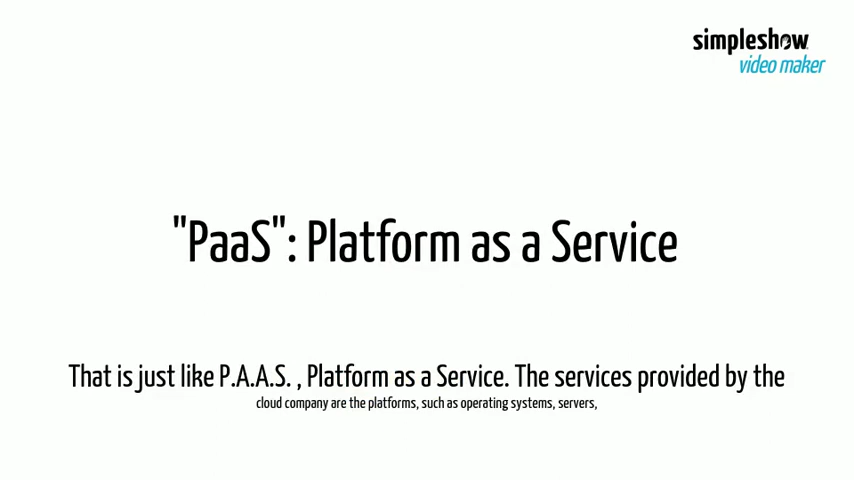 simpleshow
video maker
"PaaS": Platform as a Service
That is just like P.A.A.S. , Platform as a Service. The services provided by the
cloud company are the platforms, such as operating systems, servers,